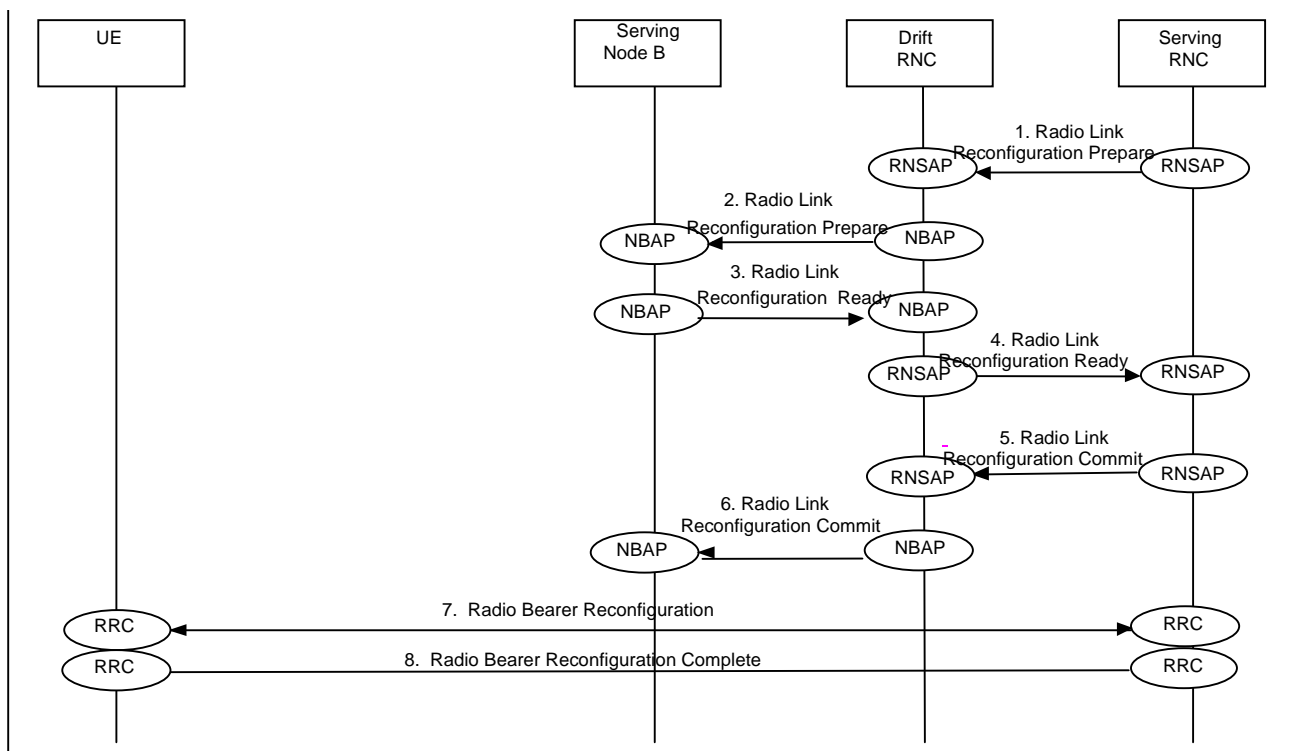 UE
Serving
Node B
Drift
RNC
Serving
RNC
1. Radio Link
Reconfiguration Prepare
RNSAP
RNSAP
2. Radio Link
Reconfiguration Prepare
NBAP
NBAP
3. Radio Link
Reconfiguration Ready
NBAP
NBAP
4. Radio Link
Reconfiguration Ready
RNSAP
RNSAP
5. Radio Link
Reconfiguration Commit
RNSAP
RNSAP
6. Radio Link
Reconfiguration Commit
NBAP
NBAP
7. Radio Bearer Reconfiguration
RRC
RRC
8. Radio Bearer Reconfiguration Complete
RRC
RRC